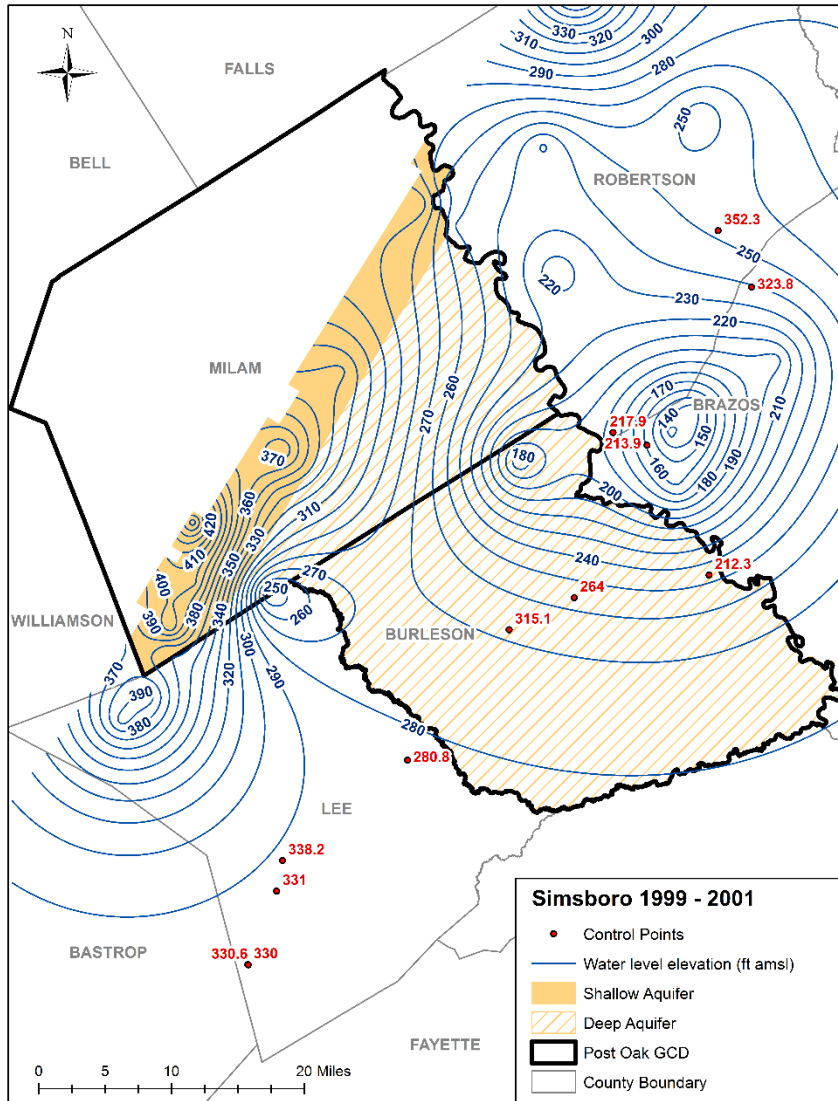 N
330
320
300
310
290
280
FALLS
250
BELL
ROBERTSON
352.3
250
323.8
220
230
220
MILAM
260
270
170
210
BRAZOS
140
217.9
150
213.9
370
160
190
180
180
360
200
420
310
330
410
350
240
400
270
212.3
250
264
380
260
390
340
315.1
WILLIAMSON
BURLESON
300
320
290
370
390
280
380
280.8
LEE
338.2
331
BASTROP
330.6 330
FAYETTE
Simsboro 1999 - 2001
Control Points
Water level elevation (ft amsl)
Shallow Aquifer
Deep Aquifer
Post Oak GCD
County Boundary
0 5 10 20 Miles